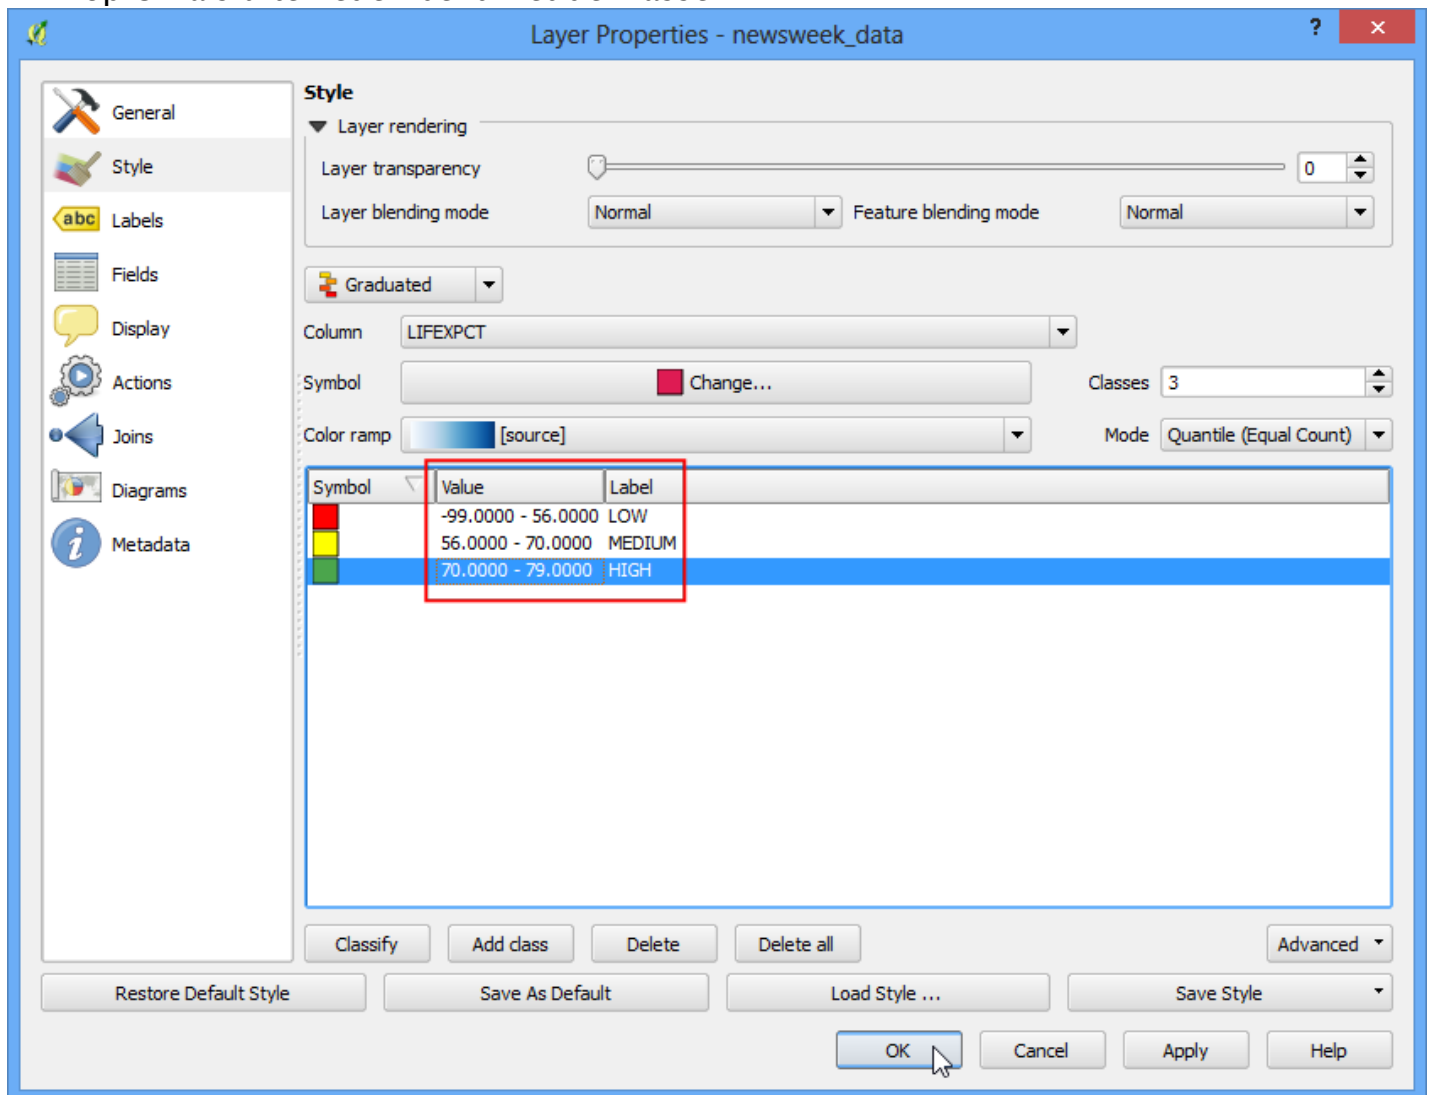 Layer Properties - newsweek_data
?
General
Style
Labels
Fields
Display
Actions
Joins
Diagrams
Metadata
abc
Style
Layer rendering
Layer transparency 0
Layer blending mode Normal Feature blending mode Normal
Graduated
Column LIFEXPCT
Symbol Change... Classes 3
Color ramp [source] Mode Quantile (Equal Count)
Symbol Value Label
-99.0000 - 56.0000 LOW
56.0000 - 70.0000 MEDIUM
70.0000 - 79.0000 HIGH
Classify Add class Delete Delete all Advanced
Restore Default Style Save As Default Load Style ... Save Style
OK Cancel Apply Help